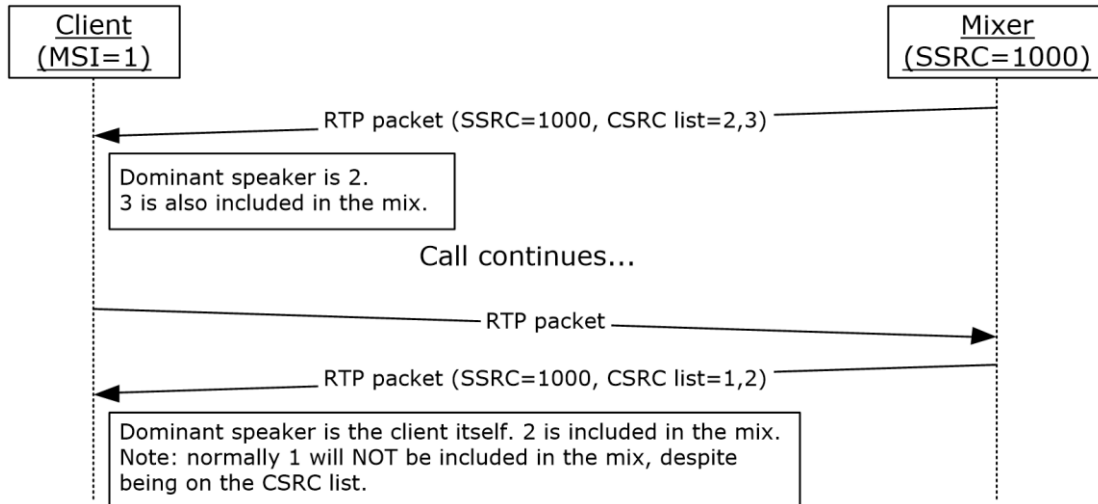 Client
(MSI=1)
Mixer
(SSRC=1000)
RTP packet (SSRC=1000, CSRC list=2,3)
Dominant speaker is 2.
3 is also included in the mix.
Call continues...
RTP packet
RTP packet (SSRC=1000, CSRC list=1,2)
Dominant speaker is the client itself. 2 is included in the mix.
Note: normally 1 will NOT be included in the mix, despite
being on the CSRC list.